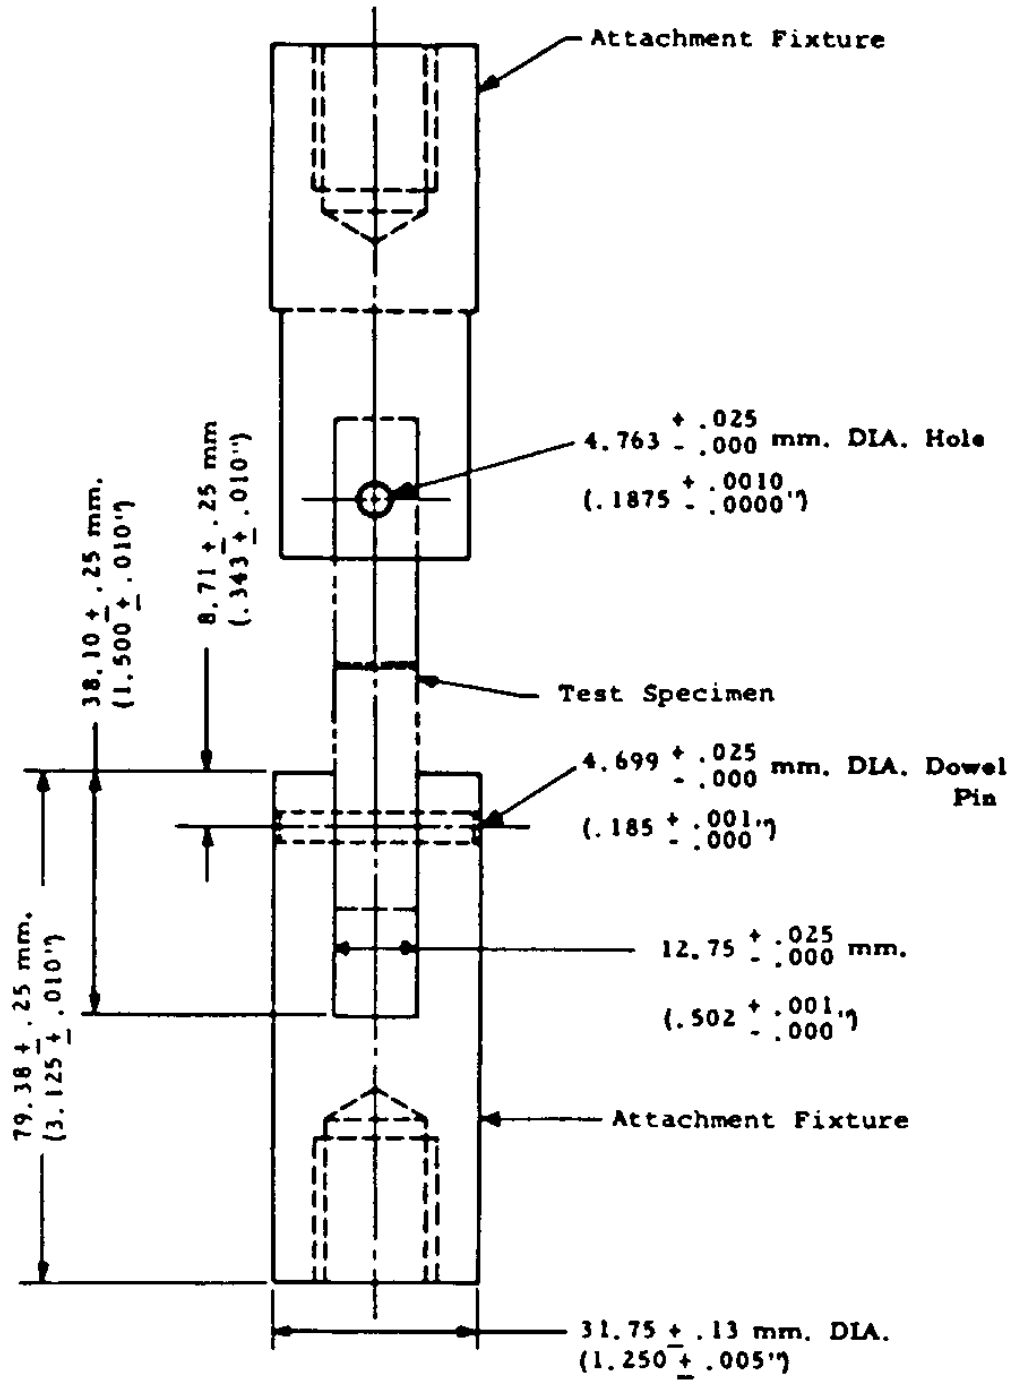 Attachment Fixture
4.763 + .025 - .000 mm. DIA. Hole
(.1875 + .0010 - .0000")
8.71 ± .25 mm
(.343 ± .010")
38.10 ± .25 mm.
(1.500 ± .010")
Test Specimen
4.699 + .025 - .000 mm. DIA. Dowel
Pin
(.185 + .001 - .000")
12.75 + .025 - .000 mm.
(.502 + .001 - .000")
79.38 ± .25 mm.
(3.125 ± .010")
Attachment Fixture
31.75 ± .13 mm. DIA.
(1.250 ± .005")